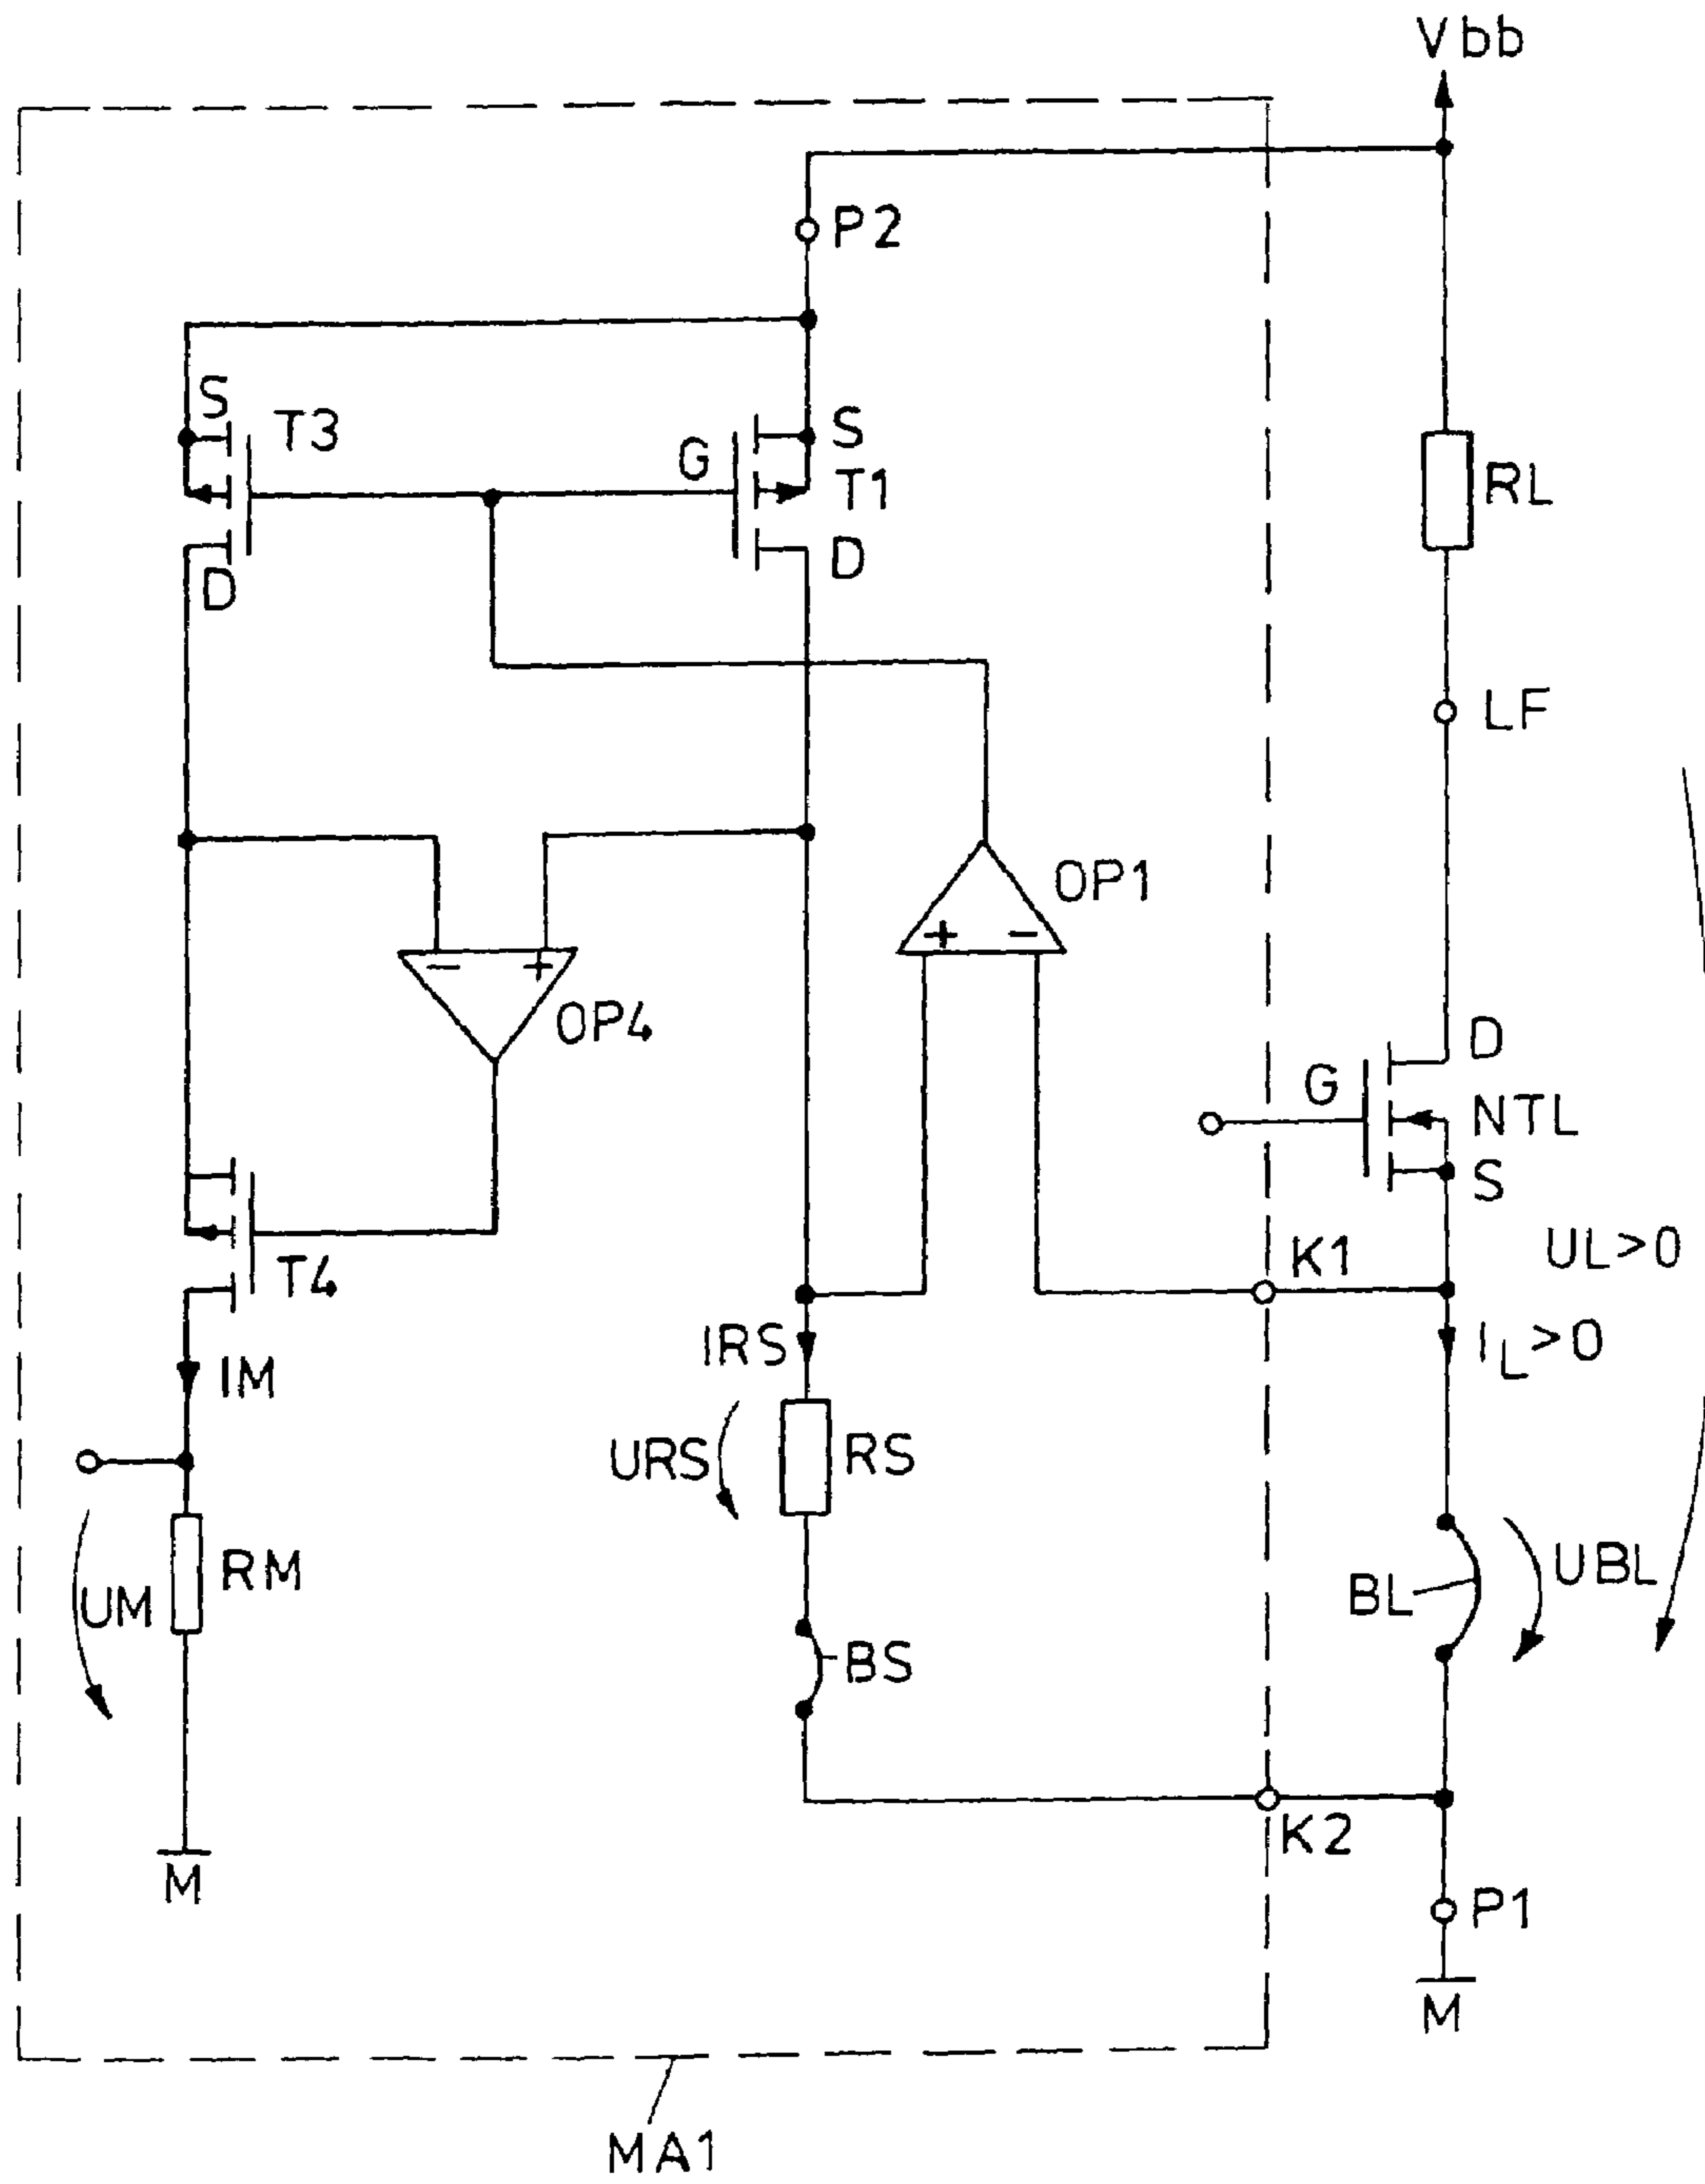 Vbb
P2
S
T3
G
S
T1
D
D
RL
LF
OP1
- +
+ -
OP4
D
G
NTL
S
T4
K1
UL>0
IRS
IL>0
IM
URS
RS
RM
UM
BL
UBL
BS
K2
M
P1
M
MA1